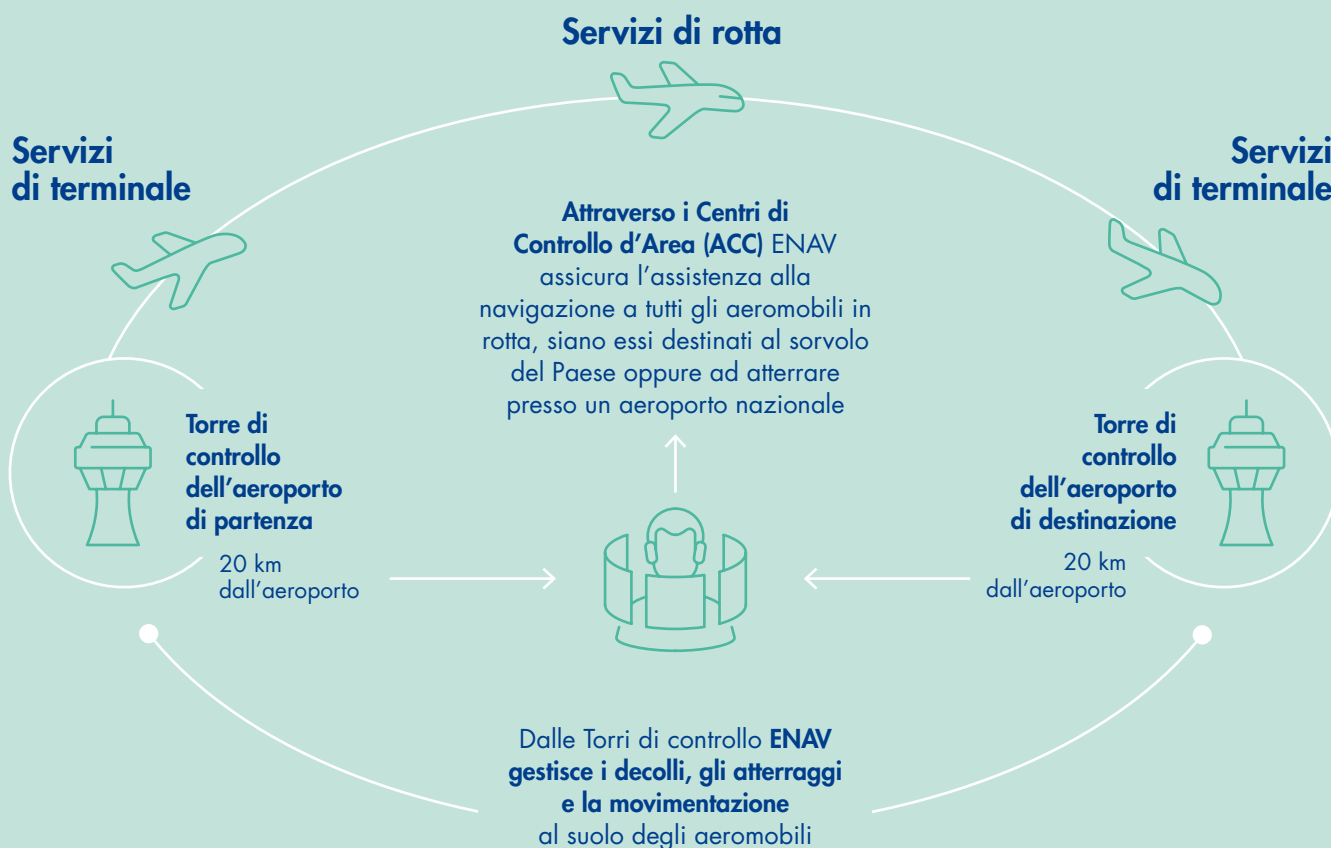 Servizi di rotta
Servizi
di terminale
Servizi
di terminale
Attraverso i Centri di
Controllo d’Area (ACC) ENAV
assicura l’assistenza alla
navigazione a tutti gli aeromobili in
rotta, siano essi destinati al sorvolo
del Paese oppure ad atterrare
presso un aeroporto nazionale
Torre di
controllo
dell’aeroporto
di partenza
20 km
dall’aeroporto
Torre di
controllo
dell’aeroporto
di destinazione
20 km
dall’aeroporto
Dalle Torri di controllo ENAV
gestisce i decolli, gli atterraggi
e la movimentazione
al suolo degli aeromobili